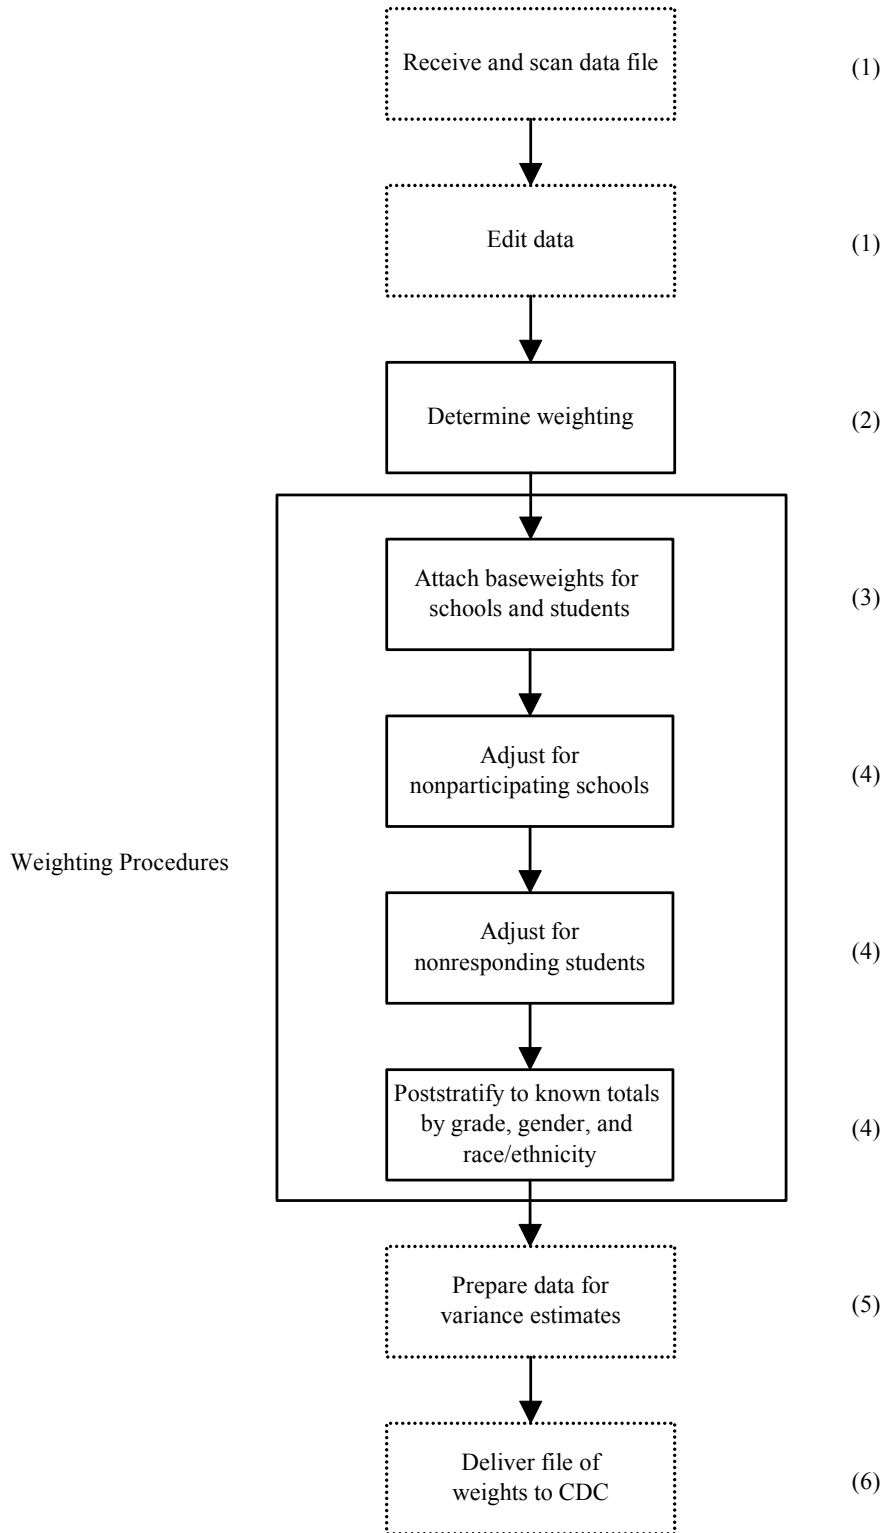 Receive and scan data file
(1)
Edit data
(1)
Determine weighting
(2)
Attach baseweights for
schools and students
(3)
Adjust for
nonparticipating schools
(4)
Weighting Procedures
Adjust for
nonresponding students
(4)
Poststratify to known totals
by grade, gender, and
race/ethnicity
(4)
Prepare data for
variance estimates
(5)
Deliver file of
weights to CDC
(6)